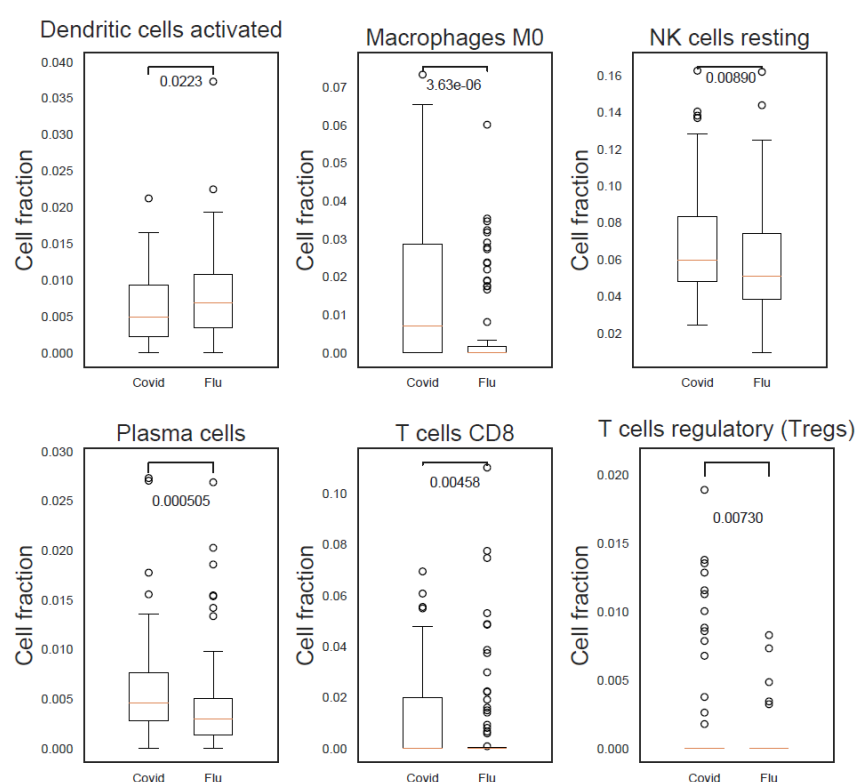 Dendritic cells activated
0.040
0.035
0.030
0.025
0.020
0.015
0.010
0.005
0.000
Cell fraction
0.0223
Covid
Flu
Macrophages M0
0.07
0.06
0.05
0.04
0.03
0.02
0.01
0.00
Cell fraction
3.63e-06
Covid
Flu
NK cells resting
0.16
0.14
0.12
0.10
0.08
0.06
0.04
0.02
Cell fraction
0.00890
Covid
Flu
Plasma cells
0.030
0.025
0.020
0.015
0.010
0.005
0.000
Cell fraction
0.000505
Covid
Flu
T cells CD8
0.10
0.08
0.06
0.04
0.02
0.00
Cell fraction
0.00458
Covid
Flu
T cells regulatory (Tregs)
0.020
0.015
0.010
0.005
0.000
Cell fraction
0.00730
Covid
Flu